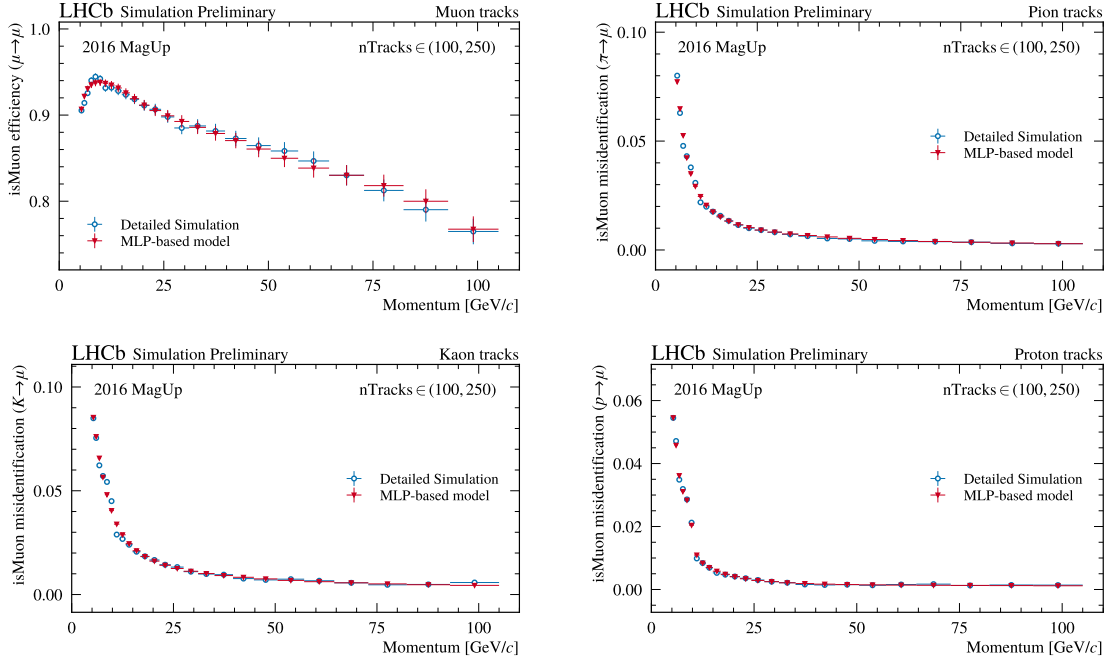 LHCb Simulation Preliminary Muon tracks
2016 MagUp nTracks ∈ (100, 250)
isMuon efficiency (μ→μ)
1.0
0.9
0.8
Detailed Simulation
MLP-based model
0 25 50 75 100
Momentum [GeV/c]
LHCb Simulation Preliminary Pion tracks
2016 MagUp nTracks ∈ (100, 250)
isMuon misidentification (π→μ)
0.10
0.05
0.00
Detailed Simulation
MLP-based model
0 25 50 75 100
Momentum [GeV/c]
LHCb Simulation Preliminary Kaon tracks
2016 MagUp nTracks ∈ (100, 250)
isMuon misidentification (K→μ)
0.10
0.05
0.00
Detailed Simulation
MLP-based model
0 25 50 75 100
Momentum [GeV/c]
LHCb Simulation Preliminary Proton tracks
2016 MagUp nTracks ∈ (100, 250)
isMuon misidentification (p→μ)
0.06
0.04
0.02
0.00
Detailed Simulation
MLP-based model
0 25 50 75 100
Momentum [GeV/c]